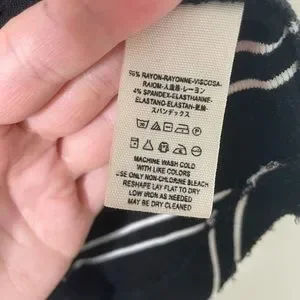 96% RAYON-RAYONNE-VISCOSA-
RAIOM-人造絲-レーヨン
4% SPANDEX-ELASTHANNE-
ELASTANO-ELASTAN-
スパンデックス
MACHINE WASH COLD
WITH LIKE COLORS
USE ONLY NON-CHLORINE BLEACH
RESHAPE LAY FLAT TO DRY
LOW IRON AS NEEDED
MAY BE DRY CLEANED